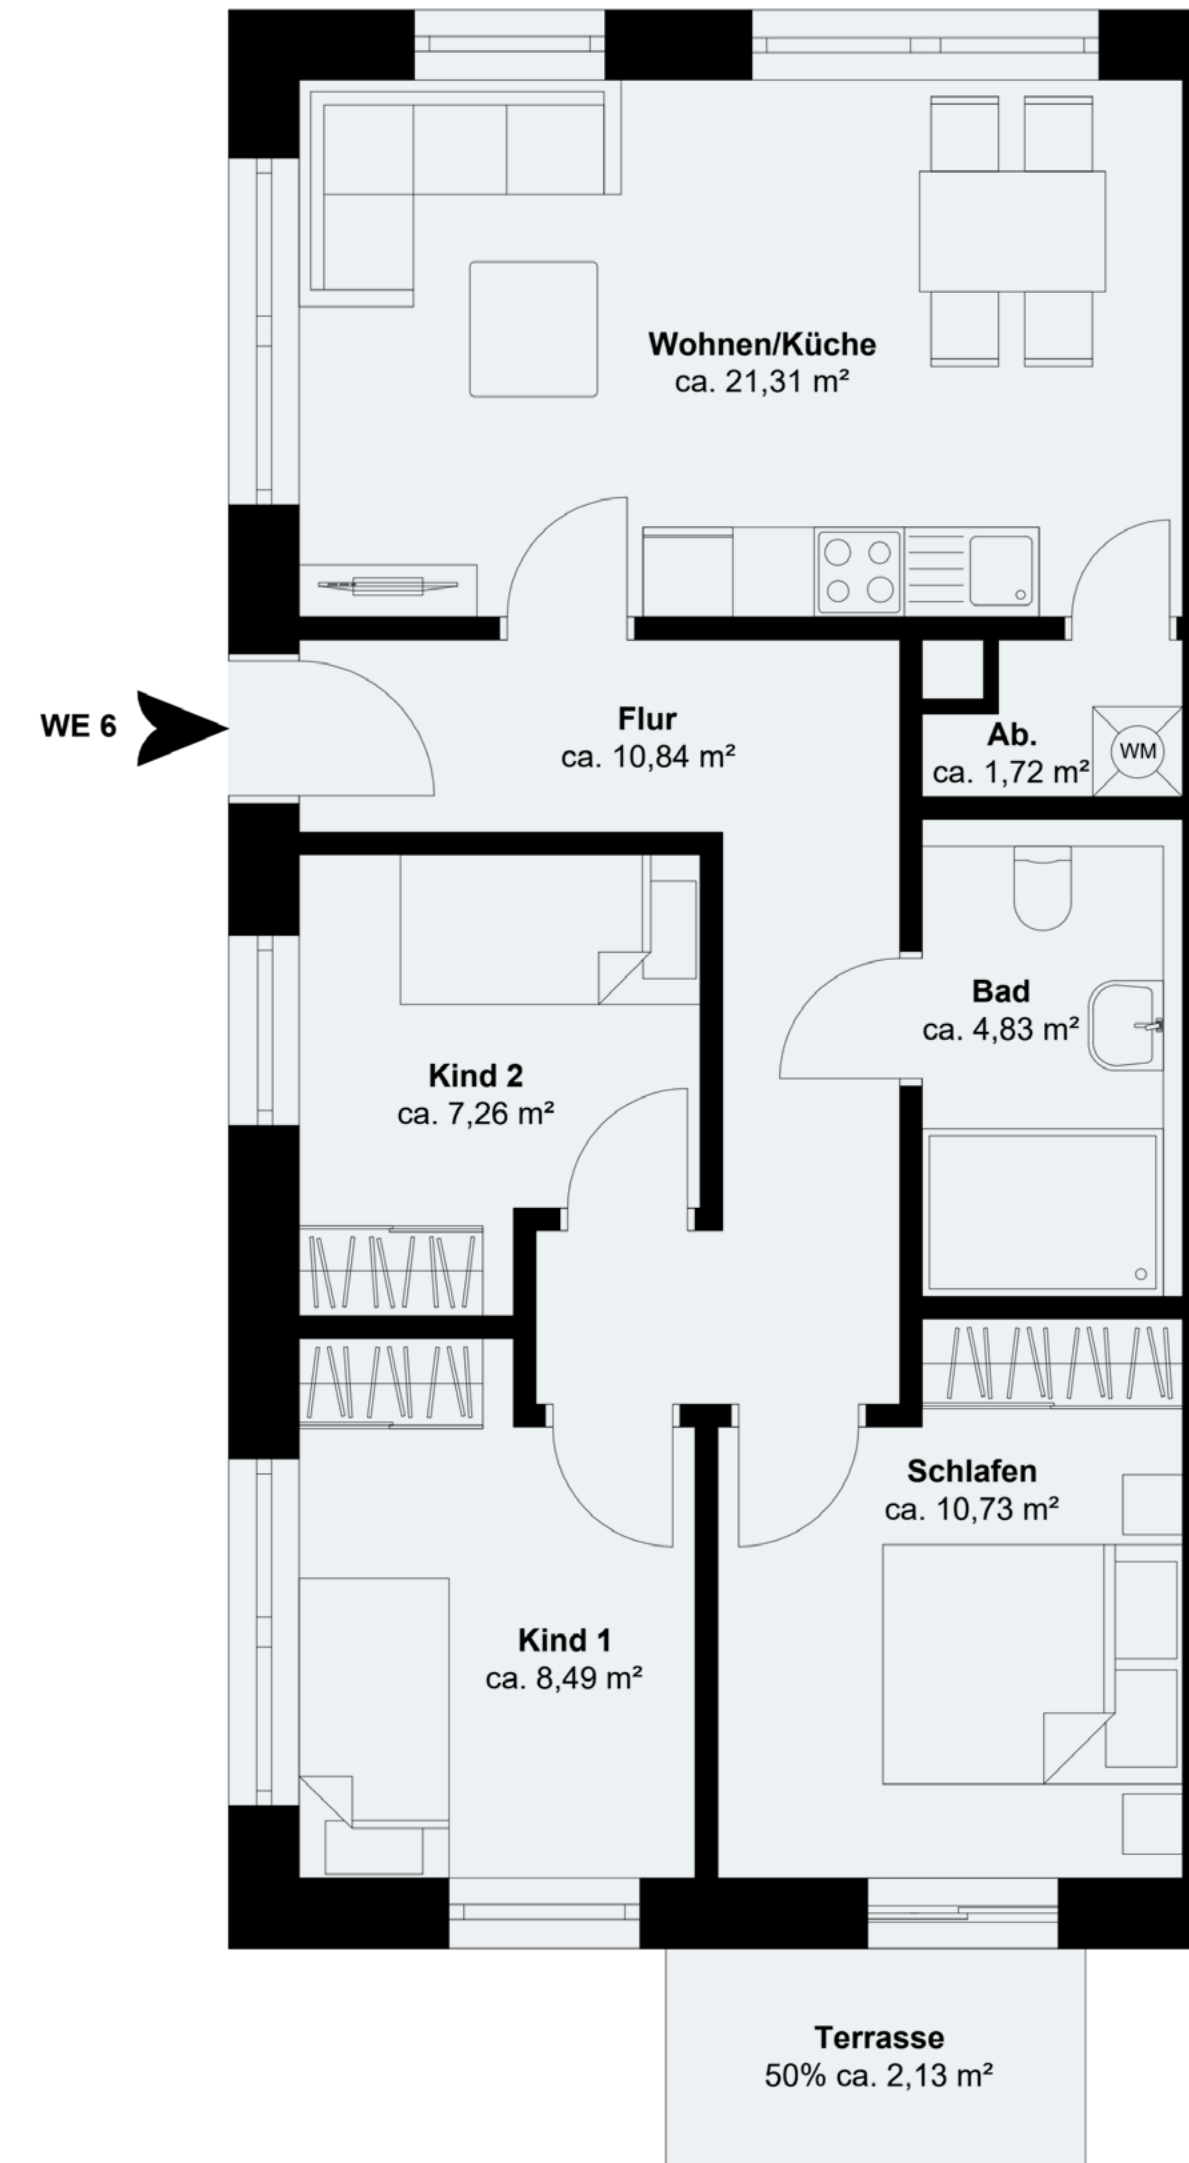 Wohnen/Küche
ca. 21,31 m²
WE 6
Flur
ca. 10,84 m²
Ab.
ca. 1,72 m²
WM
Bad
ca. 4,83 m²
Kind 2
ca. 7,26 m²
Schlafen
ca. 10,73 m²
Kind 1
ca. 8,49 m²
Terrasse
50% ca. 2,13 m²